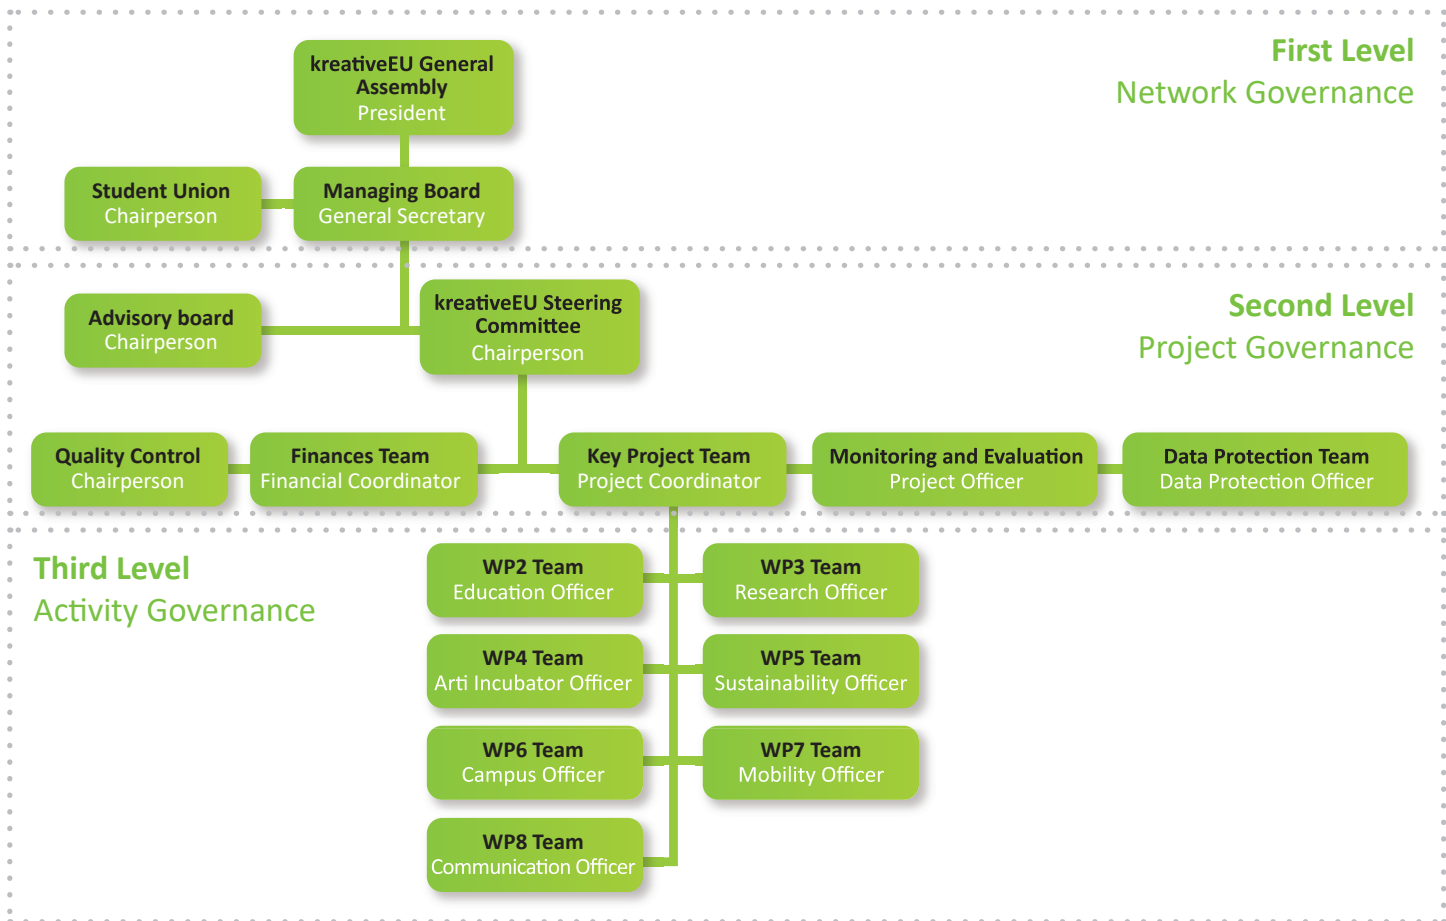 First Level
Network Governance
kreativeEU General
Assembly
President
Student Union
Chairperson
Managing Board
General Secretary
Second Level
Project Governance
Advisory board
Chairperson
kreativeEU Steering
Committee
Chairperson
Quality Control
Chairperson
Finances Team
Financial Coordinator
Key Project Team
Project Coordinator
Monitoring and Evaluation
Project Officer
Data Protection Team
Data Protection Officer
Third Level
Activity Governance
WP2 Team
Education Officer
WP3 Team
Research Officer
WP4 Team
Arti Incubator Officer
WP5 Team
Sustainability Officer
WP6 Team
Campus Officer
WP7 Team
Mobility Officer
WP8 Team
Communication Officer